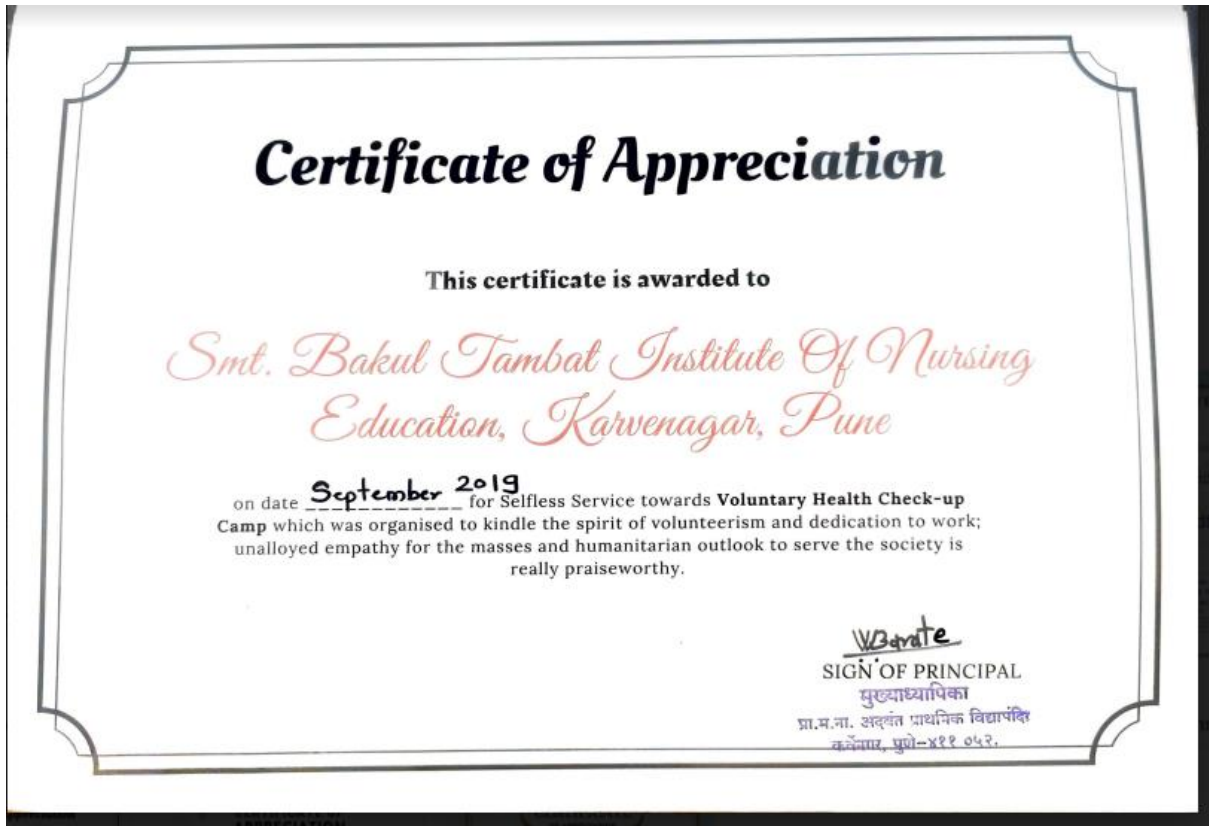 Certificate of Appreciation
This certificate is awarded to
Smt. Bakul Tambat Institute Of Nursing
Education, Karvenagar, Pune
on date September 2019 for Selfless Service towards Voluntary Health Check-up
Camp which was organised to kindle the spirit of volunteerism and dedication to work;
unalloyed empathy for the masses and humanitarian outlook to serve the society is
really praiseworthy.
SIGN OF PRINCIPAL
मुख्याध्यापिका
प्रा.म.ना. अदवंत प्राथमिक विद्यामंदिर
कर्वेनगर, पुणे-४११ ०५२.
APPRECIATION